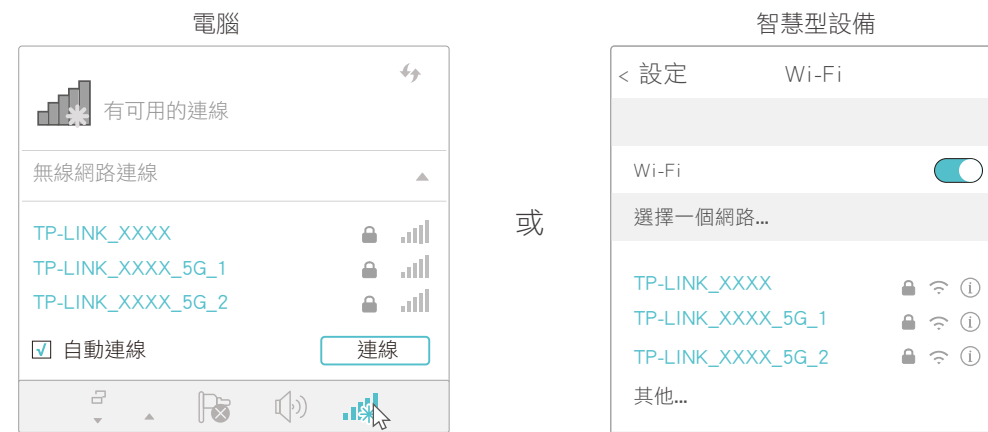 電腦
有可用的連線
無線網路連線
TP-LINK_XXXX
TP-LINK_XXXX_5G_1
TP-LINK_XXXX_5G_2
自動連線
連線
或
智慧型設備
< 設定 Wi-Fi
Wi-Fi
選擇一個網路...
TP-LINK_XXXX
TP-LINK_XXXX_5G_1
TP-LINK_XXXX_5G_2
其他...